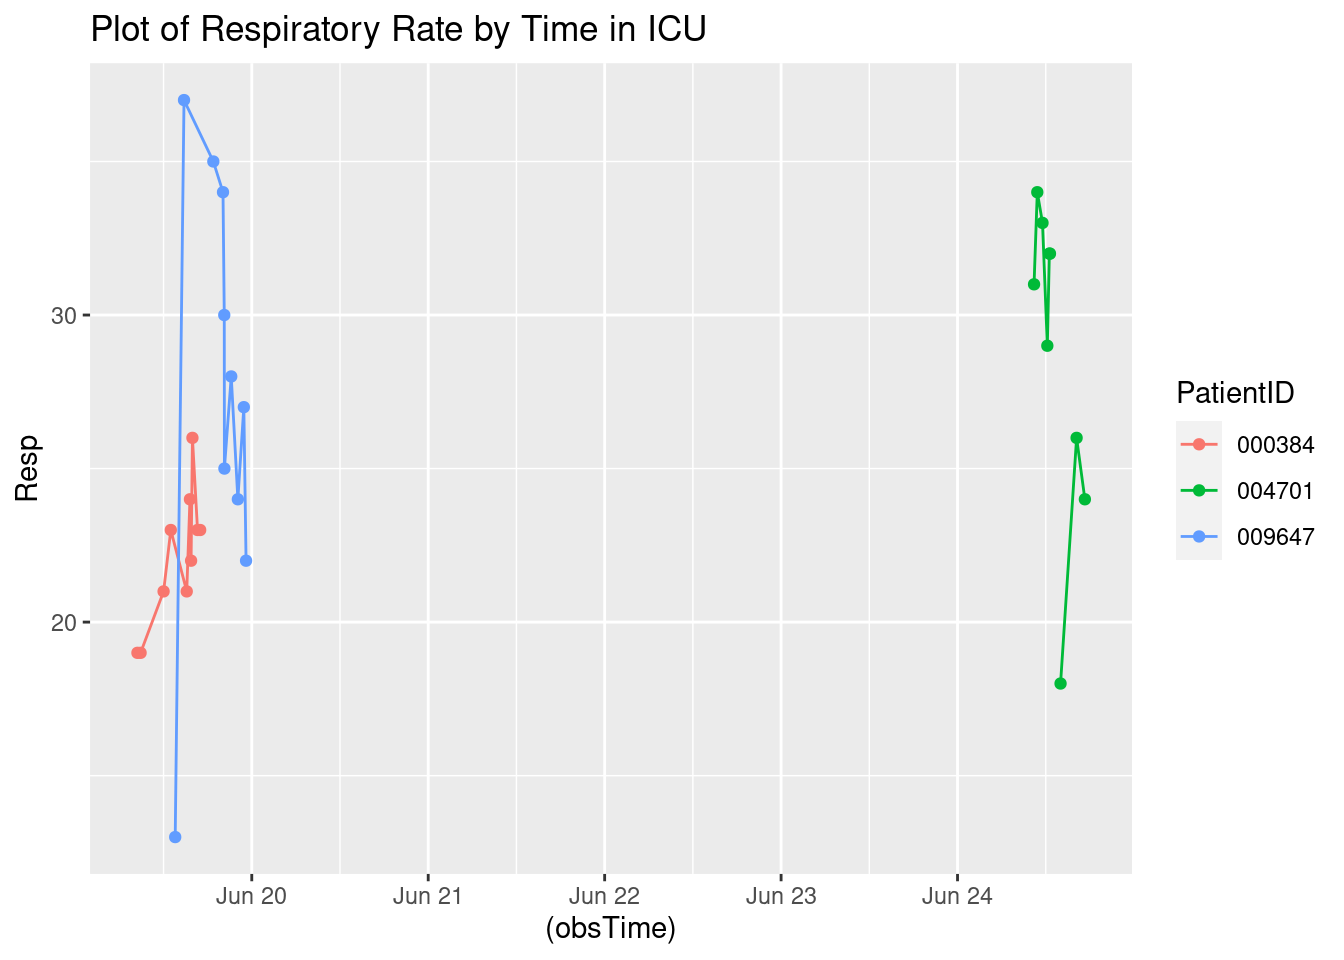 Plot of Respiratory Rate by Time in ICU
Resp
30
20
Jun 20 Jun 21 Jun 22 Jun 23 Jun 24
(obsTime)
PatientID
000384
004701
009647